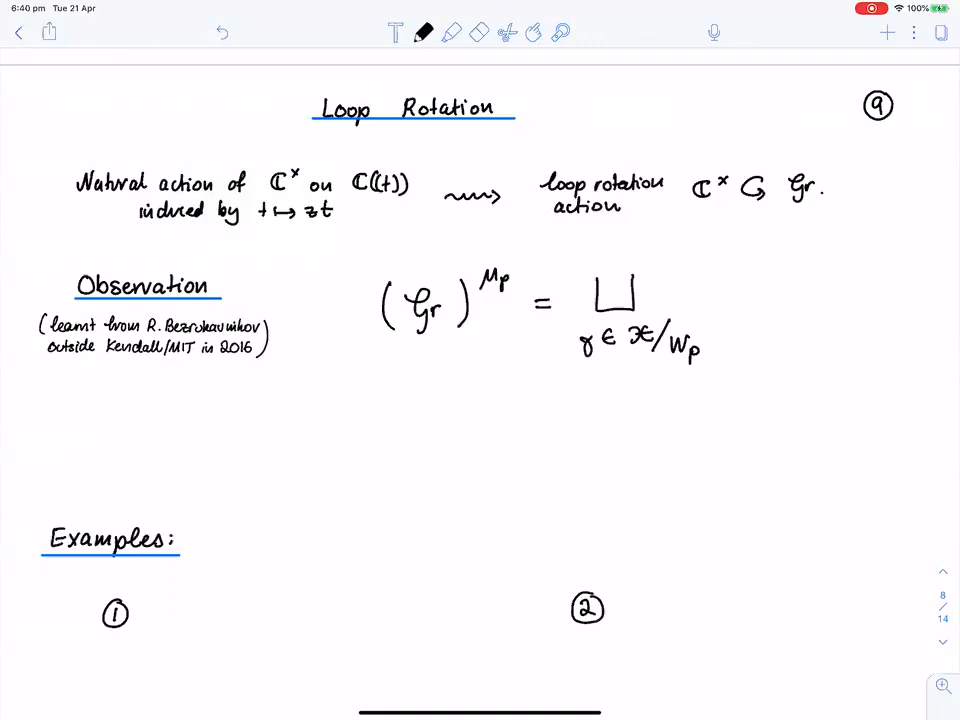 6:40 pm Tue 21 Apr
100%
Loop Rotation
9
Natural action of ℂ^× on ℂ((t))
induced by t ↦ zt
loop rotation
action
ℂ^× ↻ Gr.
Observation
(learnt from R. Bezrukavnikov
outside Kendall/MIT in 2016)
(Gr)^{μ_p} = ⊔
γ ∈ 𝔛/W_p
Examples:
1
2
8
/
14